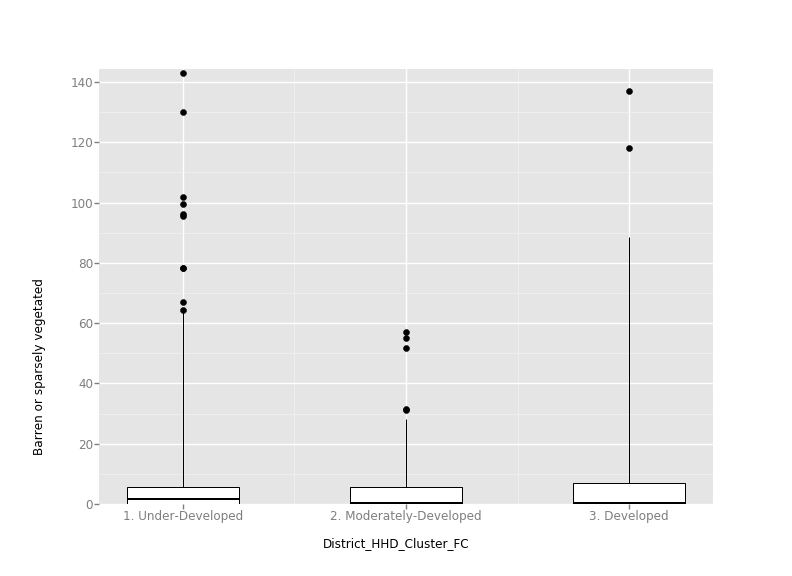 140
120
100
80
60
40
20
0
Barren or sparsely vegetated
1. Under-Developed
2. Moderately-Developed
3. Developed
District_HHD_Cluster_FC